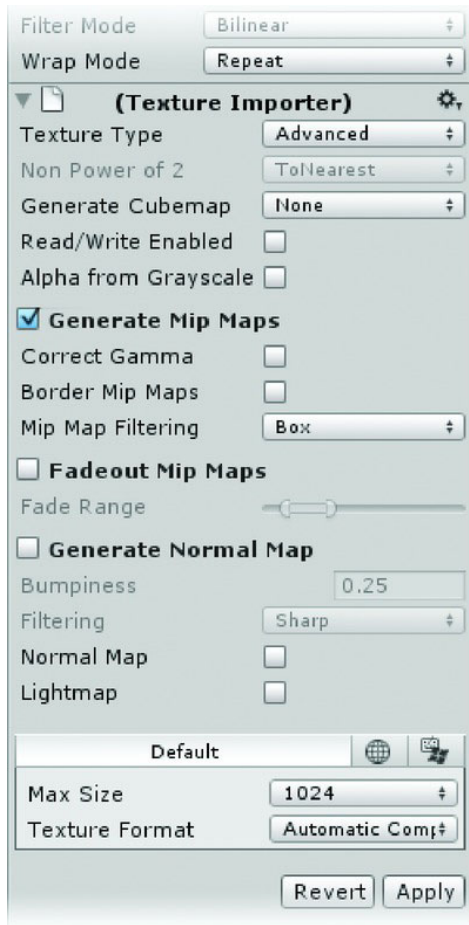 Filter Mode Bilinear
Wrap Mode Repeat
(Texture Importer)
Texture Type Advanced
Non Power of 2 ToNearest
Generate Cubemap None
Read/Write Enabled
Alpha from Grayscale
Generate Mip Maps
Correct Gamma
Border Mip Maps
Mip Map Filtering Box
Fadeout Mip Maps
Fade Range
Generate Normal Map
Bumpiness 0.25
Filtering Sharp
Normal Map
Lightmap
Default
Max Size 1024
Texture Format Automatic Comp
Revert Apply